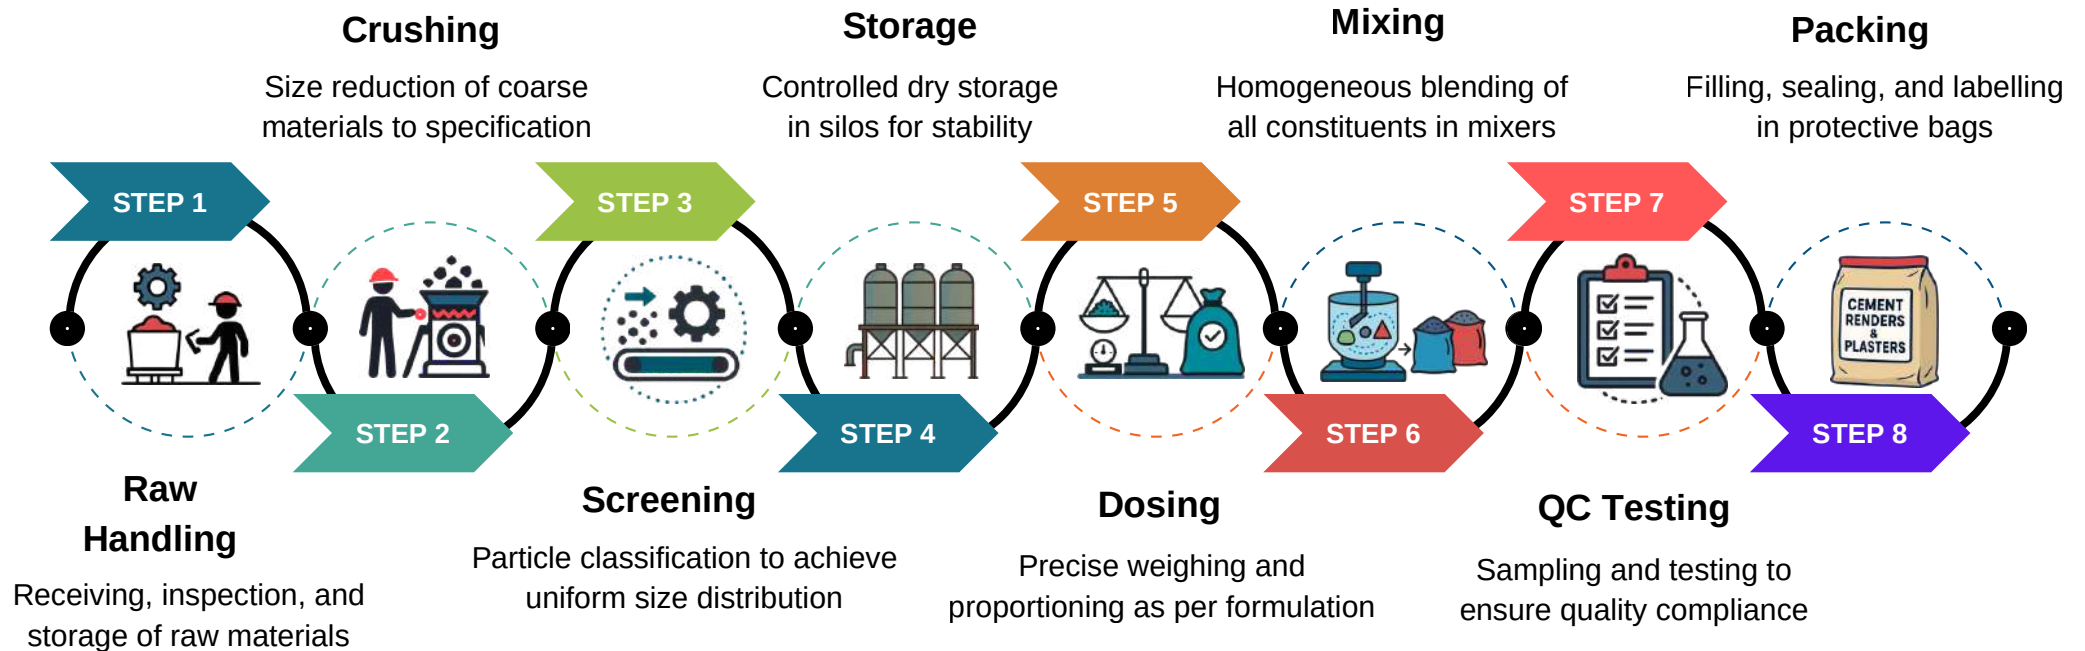 Crushing
Size reduction of coarse
materials to specification
Storage
Controlled dry storage
in silos for stability
Mixing
Homogeneous blending of
all constituents in mixers
Packing
Filling, sealing, and labelling
in protective bags
STEP 1
STEP 3
STEP 5
STEP 7
CEMENT
RENDERS
&
PLASTERS
STEP 2
STEP 4
STEP 6
STEP 8
Raw
Handling
Receiving, inspection, and
storage of raw materials
Screening
Particle classification to achieve
uniform size distribution
Dosing
Precise weighing and
proportioning as per formulation
QC Testing
Sampling and testing to
ensure quality compliance